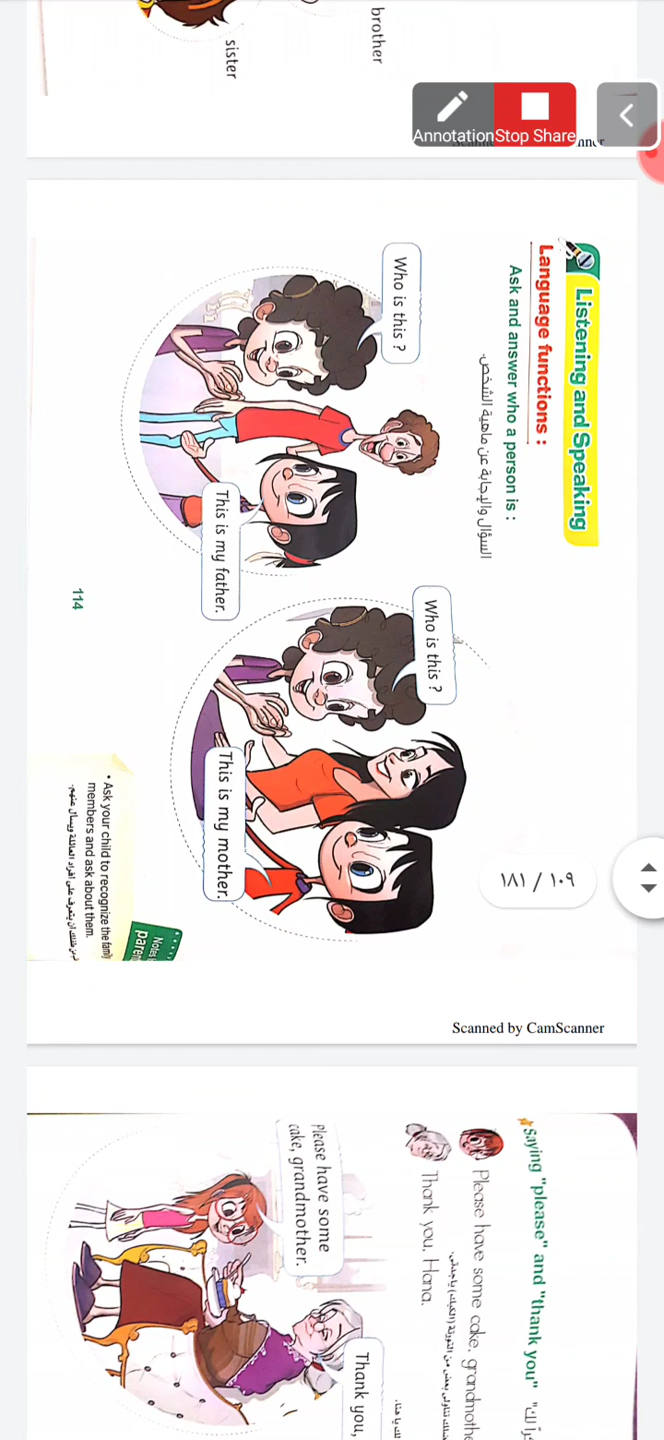 brother
sister
Annotation
Stop Share
Listening and Speaking
Language functions :
Ask and answer who a person is :
السؤال والإجابة عن ماهية الشخص.
Who is this ?
This is my father.
Who is this ?
This is my mother.
114
• Ask your child to recognize the
members and ask about them.
١٨١ / ١٠٩
Scanned by CamScanner
Saying "please" and "thank you"
Please have some cake,
Thank you, Hana.
Please have some
cake, grandmother.
Thank you,